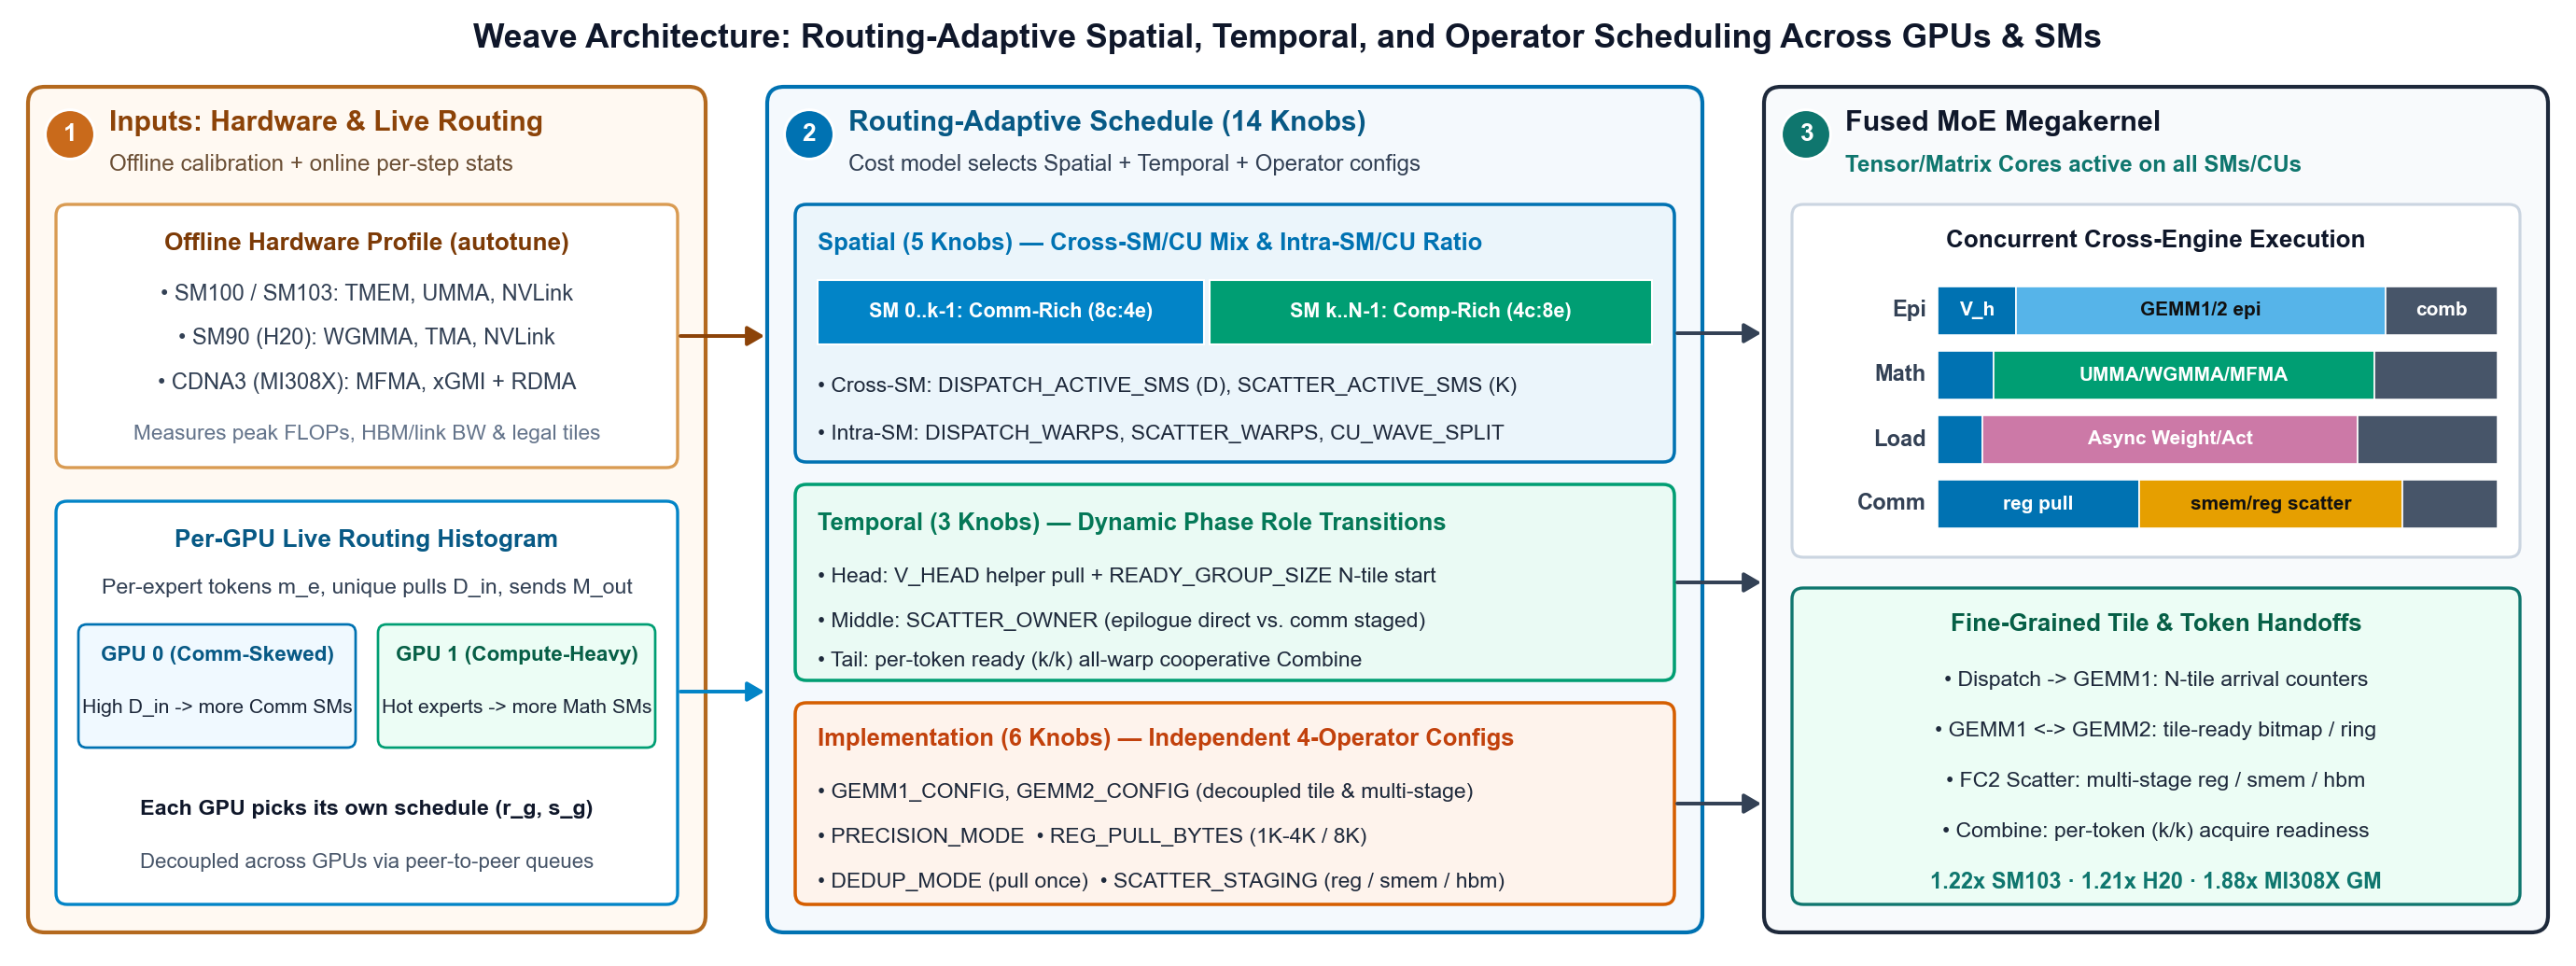 Weave Architecture: Routing-Adaptive Spatial, Temporal, and Operator Scheduling Across GPUs & SMs
1
Inputs: Hardware & Live Routing
Offline calibration + online per-step stats
Offline Hardware Profile (autotune)
• SM100 / SM103: TMEM, UMMA, NVLink
• SM90 (H20): WGMMA, TMA, NVLink
• CDNA3 (MI308X): MFMA, xGMI + RDMA
Measures peak FLOPs, HBM/link BW & legal tiles
Per-GPU Live Routing Histogram
Per-expert tokens m_e, unique pulls D_in, sends M_out
GPU 0 (Comm-Skewed)
High D_in -> more Comm SMs
GPU 1 (Compute-Heavy)
Hot experts -> more Math SMs
Each GPU picks its own schedule (r_g, s_g)
Decoupled across GPUs via peer-to-peer queues
2
Routing-Adaptive Schedule (14 Knobs)
Cost model selects Spatial + Temporal + Operator configs
Spatial (5 Knobs) — Cross-SM/CU Mix & Intra-SM/CU Ratio
SM 0..k-1: Comm-Rich (8c:4e)
SM k..N-1: Comp-Rich (4c:8e)
• Cross-SM: DISPATCH_ACTIVE_SMS (D), SCATTER_ACTIVE_SMS (K)
• Intra-SM: DISPATCH_WARPS, SCATTER_WARPS, CU_WAVE_SPLIT
Temporal (3 Knobs) — Dynamic Phase Role Transitions
• Head: V_HEAD helper pull + READY_GROUP_SIZE N-tile start
• Middle: SCATTER_OWNER (epilogue direct vs. comm staged)
• Tail: per-token ready (k/k) all-warp cooperative Combine
Implementation (6 Knobs) — Independent 4-Operator Configs
• GEMM1_CONFIG, GEMM2_CONFIG (decoupled tile & multi-stage)
• PRECISION_MODE • REG_PULL_BYTES (1K-4K / 8K)
• DEDUP_MODE (pull once) • SCATTER_STAGING (reg / smem / hbm)
3
Fused MoE Megakernel
Tensor/Matrix Cores active on all SMs/CUs
Concurrent Cross-Engine Execution
Epi V_h GEMM1/2 epi comb
Math UMMA/WGMMA/MFMA
Load Async Weight/Act
Comm reg pull smem/reg scatter
Fine-Grained Tile & Token Handoffs
• Dispatch -> GEMM1: N-tile arrival counters
• GEMM1 <-> GEMM2: tile-ready bitmap / ring
• FC2 Scatter: multi-stage reg / smem / hbm
• Combine: per-token (k/k) acquire readiness
1.22x SM103 · 1.21x H20 · 1.88x MI308X GM